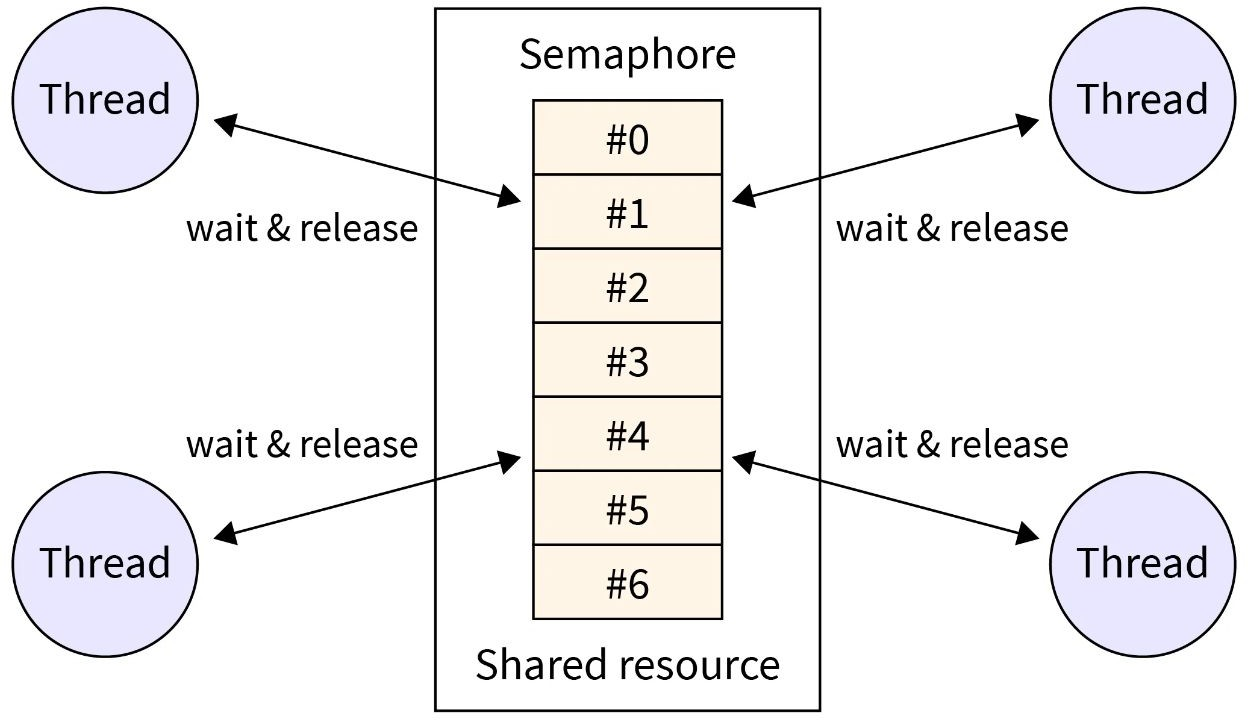 Semaphore
Thread
Thread
#0
#1
wait & release
wait & release
#2
#3
#4
wait & release
wait & release
#5
Thread
Thread
#6
Shared resource